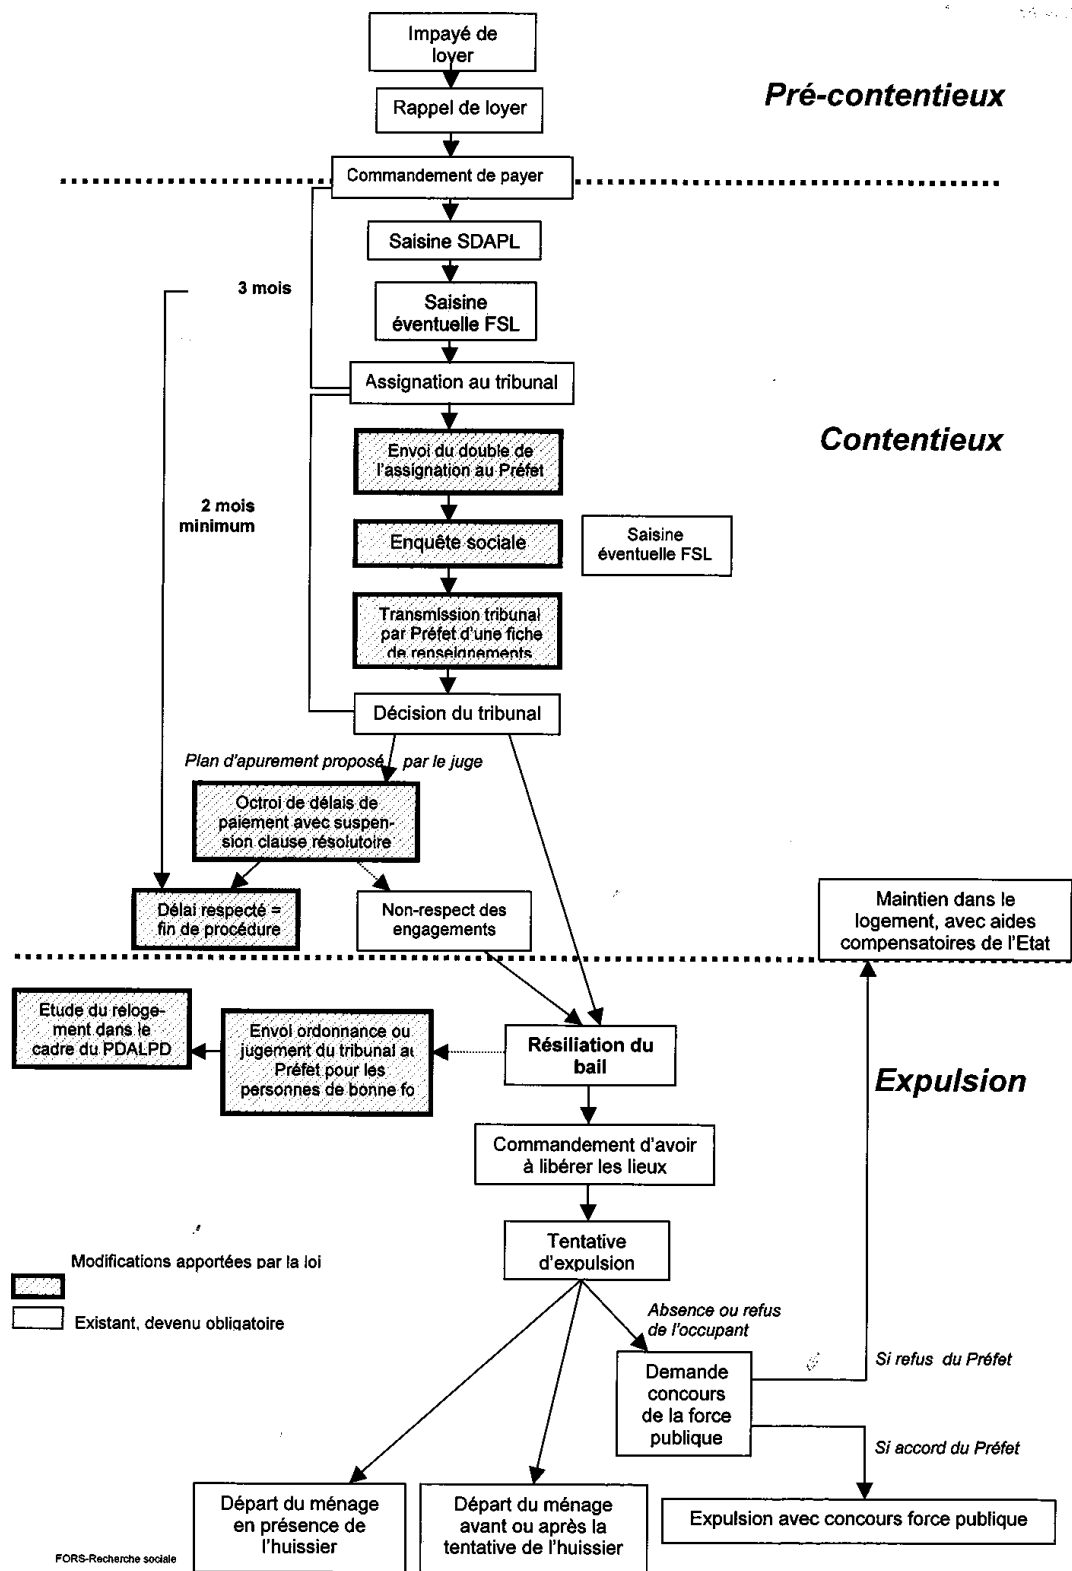 Impayé de
loyer
Pré-contentieux
Rappel de loyer
Commandement de payer
Saisine SDAPL
3 mois
Saisine
éventuelle FSL
Assignation au tribunal
Contentieux
Envoi du double de
l'assignation au Préfet
2 mois
minimum
Enquête sociale
Saisine
éventuelle FSL
Transmission tribunal
par Préfet d'une fiche
de renseignements
Décision du tribunal
Plan d'apurement proposé par le juge
Octroi de délais de
paiement avec suspen-
sion clause résolutoire
Délai respecté =
fin de procédure
Non-respect des
engagements
Maintien dans le
logement, avec aides
compensatoires de l'Etat
Etude du reloge-
ment dans le
cadre du PDALPD
Envoi ordonnance ou
jugement du tribunal au
Préfet pour les
personnes de bonne fo
Résiliation du
bail
Expulsion
Commandement d'avoir
à libérer les lieux
Tentative
d'expulsion
Modifications apportées par la loi
Existant, devenu obligatoire
Absence ou refus
de l'occupant
Demande
concours
de la force
publique
Si refus du Préfet
Si accord du Préfet
Départ du ménage
en présence de
l'huissier
Départ du ménage
avant ou après la
tentative de l'huissier
Expulsion avec concours force publique
FORS-Recherche sociale